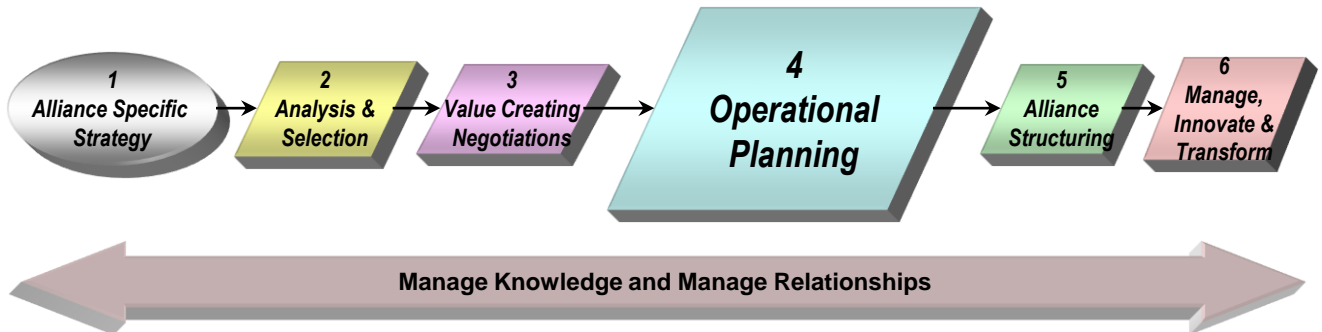 1
Alliance Specific
Strategy
2
Analysis &
Selection
3
Value Creating
Negotiations
4
Operational
Planning
5
Alliance
Structuring
6
Manage,
Innovate &
Transform
Manage Knowledge and Manage Relationships